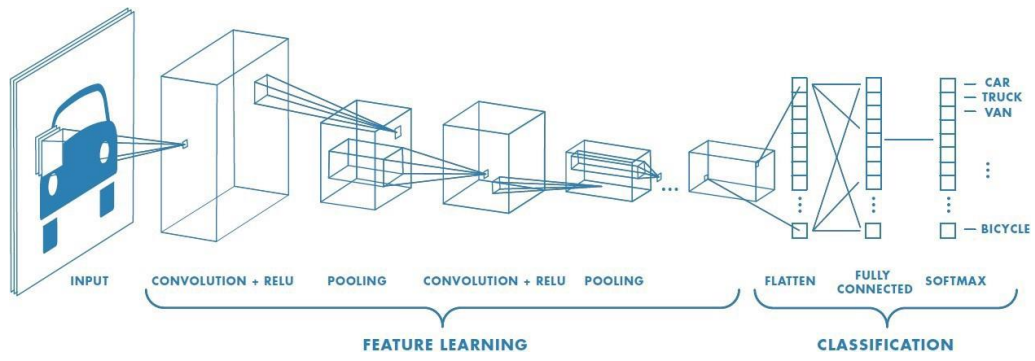 CAR
TRUCK
VAN
BICYCLE
INPUT
CONVOLUTION + RELU
POOLING
CONVOLUTION + RELU
POOLING
FLATTEN
FULLY
CONNECTED
SOFTMAX
FEATURE LEARNING
CLASSIFICATION